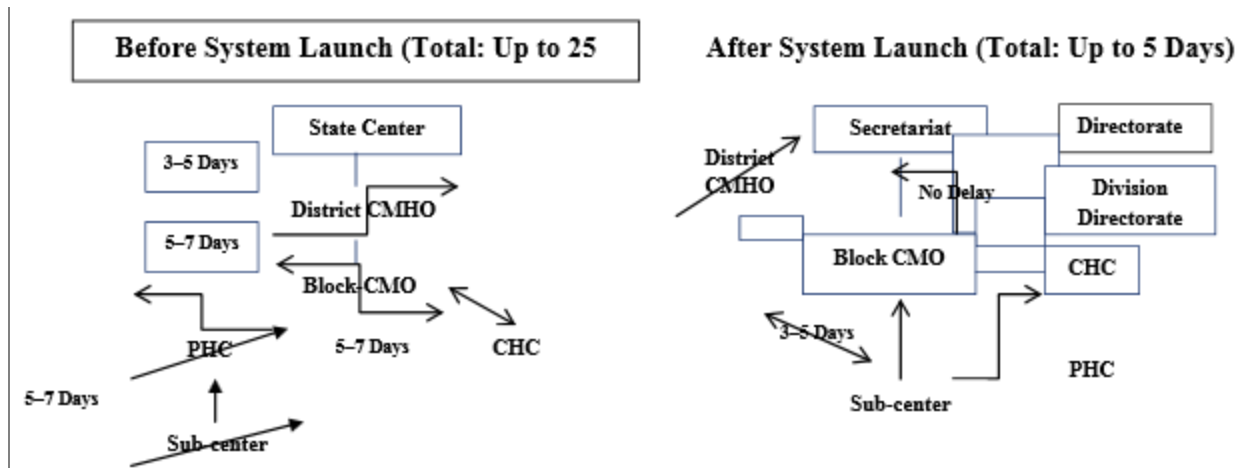 Before System Launch (Total: Up to 25
State Center
3–5 Days
District CMHO
5–7 Days
Block-CMO
PHC
5–7 Days
CHC
5–7 Days
Sub-center
After System Launch (Total: Up to 5 Days)
Secretariat
Directorate
District
CMHO
No Delay
Division
Directorate
Block CMO
CHC
3–5 Days
PHC
Sub-center